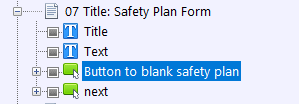 07 Title: Safety Plan Form
Title
Text
Button to blank safety plan
next